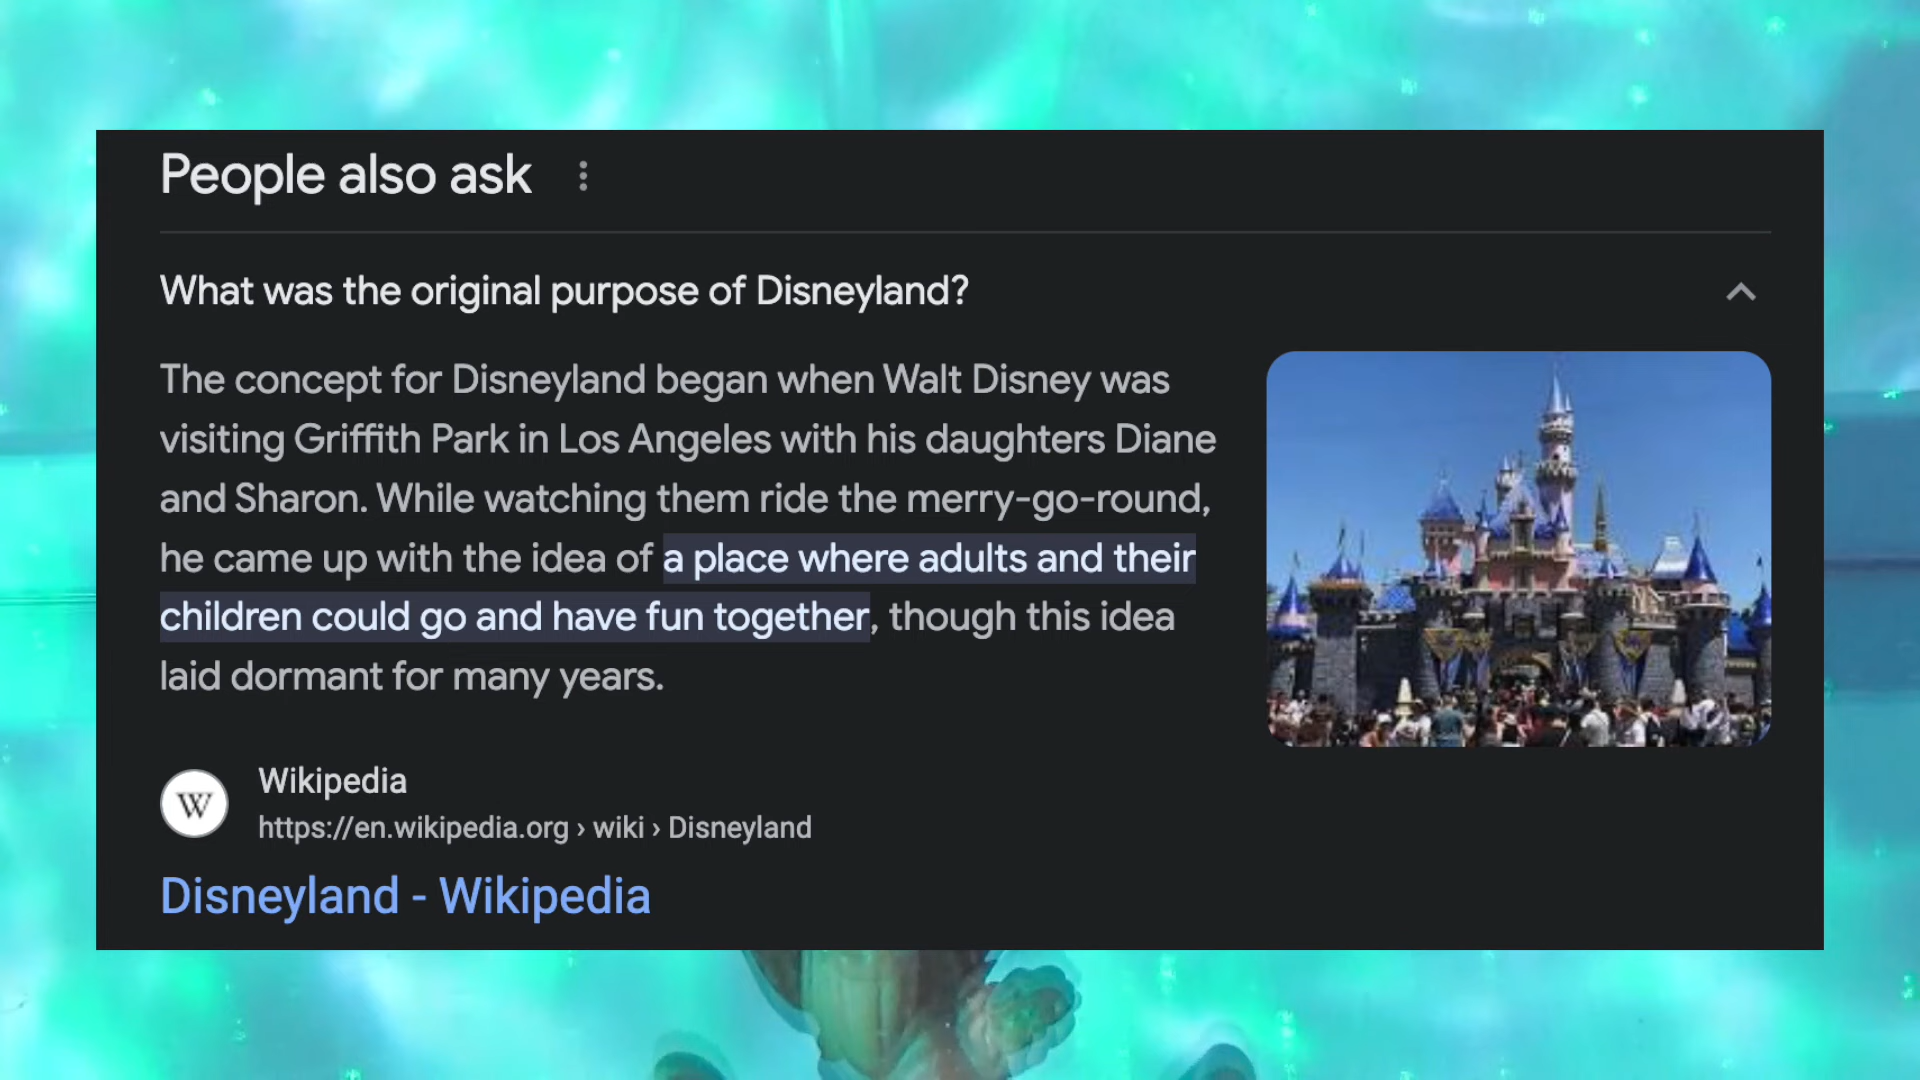 People also ask
What was the original purpose of Disneyland?
The concept for Disneyland began when Walt Disney was
visiting Griffith Park in Los Angeles with his daughters Diane
and Sharon. While watching them ride the merry-go-round,
he came up with the idea of a place where adults and their
children could go and have fun together, though this idea
laid dormant for many years.
W
Wikipedia
https://en.wikipedia.org › wiki › Disneyland
Disneyland - Wikipedia